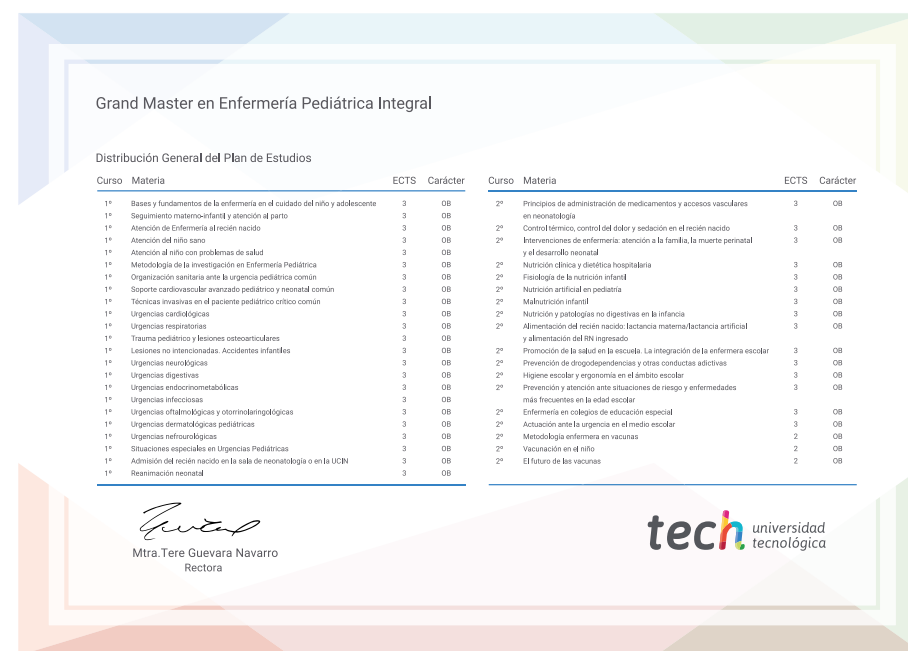 Grand Master en Enfermería Pediátrica Integral
Distribución General del Plan de Estudios
Curso Materia ECTS Carácter
1º Bases y fundamentos de la enfermería en el cuidado del niño y adolescente 3 OB
1º Seguimiento materno-infantil y atención al parto 3 OB
1º Atención de Enfermería al recién nacido 3 OB
1º Atención del niño sano 3 OB
1º Atención al niño con problemas de salud 3 OB
1º Metodología de la investigación en Enfermería Pediátrica 3 OB
1º Organización sanitaria ante la urgencia pediátrica común 3 OB
1º Soporte cardiovascular avanzado pediátrico y neonatal común 3 OB
1º Técnicas invasivas en el paciente pediátrico crítico común 3 OB
1º Urgencias cardiológicas 3 OB
1º Urgencias respiratorias 3 OB
1º Trauma pediátrico y lesiones osteoarticulares 3 OB
1º Lesiones no intencionadas. Accidentes infantiles 3 OB
1º Urgencias neurológicas 3 OB
1º Urgencias digestivas 3 OB
1º Urgencias endocrinometabólicas 3 OB
1º Urgencias infecciosas 3 OB
1º Urgencias oftalmológicas y otorrinolaringológicas 3 OB
1º Urgencias dermatológicas pediátricas 3 OB
1º Urgencias nefrourológicas 3 OB
1º Situaciones especiales en Urgencias Pediátricas 3 OB
1º Admisión del recién nacido en la sala de neonatología o en la UCIN 3 OB
1º Reanimación neonatal 3 OB
Curso Materia ECTS Carácter
2º Principios de administración de medicamentos y accesos vasculares 3 OB
en neonatología
2º Control térmico, control del dolor y sedación en el recién nacido 3 OB
2º Intervenciones de enfermería: atención a la familia, la muerte perinatal 3 OB
y el desarrollo neonatal
2º Nutrición clínica y dietética hospitalaria 3 OB
2º Fisiología de la nutrición infantil 3 OB
2º Nutrición artificial en pediatría 3 OB
2º Malnutrición infantil 3 OB
2º Nutrición y patologías no digestivas en la infancia 3 OB
2º Alimentación del recién nacido: lactancia materna/lactancia artificial 3 OB
y alimentación del RN ingresado
2º Promoción de la salud en la escuela. La integración de la enfermera escolar 3 OB
2º Prevención de drogodependencias y otras conductas adictivas 3 OB
2º Higiene escolar y ergonomía en el ámbito escolar 3 OB
2º Prevención y atención ante situaciones de riesgo y enfermedades 3 OB
más frecuentes en la edad escolar
2º Enfermería en colegios de educación especial 3 OB
2º Actuación ante la urgencia en el medio escolar 3 OB
2º Metodología enfermera en vacunas 2 OB
2º Vacunación en el niño 2 OB
2º El futuro de las vacunas 2 OB
Mtra.Tere Guevara Navarro
Rectora
tech universidad
tecnológica